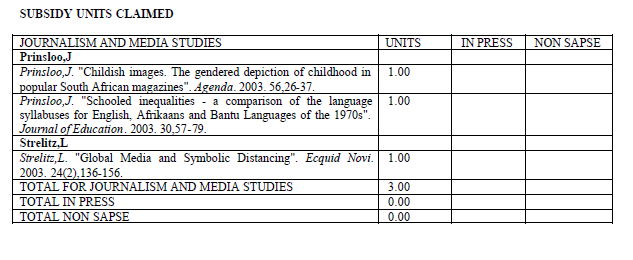 SUBSIDY UNITS CLAIMED
JOURNALISM AND MEDIA STUDIES UNITS IN PRESS NON SAPSE
Prinsloo,J
Prinsloo,J. "Childish images. The gendered depiction of childhood in 1.00
popular South African magazines". Agenda. 2003. 56,26-37.
Prinsloo,J. "Schooled inequalities - a comparison of the language 1.00
syllabuses for English, Afrikaans and Bantu Languages of the 1970s".
Journal of Education. 2003. 30,57-79.
Strelitz,L
Strelitz,L. "Global Media and Symbolic Distancing". Ecquid Novi. 1.00
2003. 24(2),136-156.
TOTAL FOR JOURNALISM AND MEDIA STUDIES 3.00
TOTAL IN PRESS 0.00
TOTAL NON SAPSE 0.00